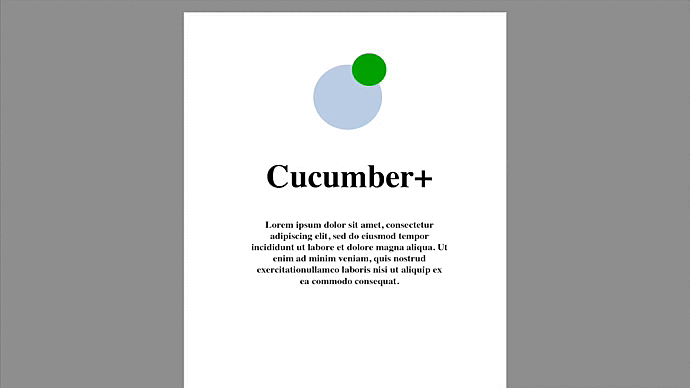 Cucumber+
Lorem ipsum dolor sit amet, consectetur
adipiscing elit, sed do eiusmod tempor
incididunt ut labore et dolore magna aliqua. Ut
enim ad minim veniam, quis nostrud
exercitationullamco laboris nisi ut aliquip ex
ea commodo consequat.